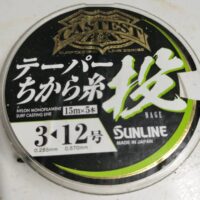 CASTEST
テーパー
ちから糸
投
NAGE
15m×5本
NYLON MONOFILAMENT
SURF CASTING LINE
3◀12号
0.285mm 0.570mm
SUNLINE
MADE IN JAPAN